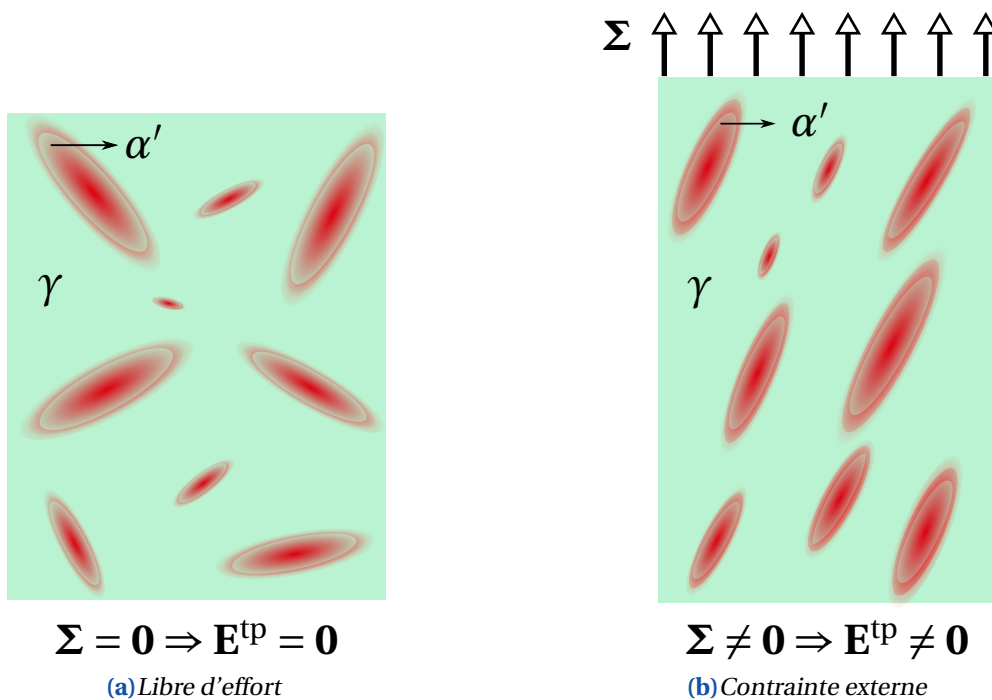 α′
γ
Σ = 0 ⇒ E^tp = 0
(a) Libre d'effort
Σ
α′
γ
Σ ≠ 0 ⇒ E^tp ≠ 0
(b) Contrainte externe